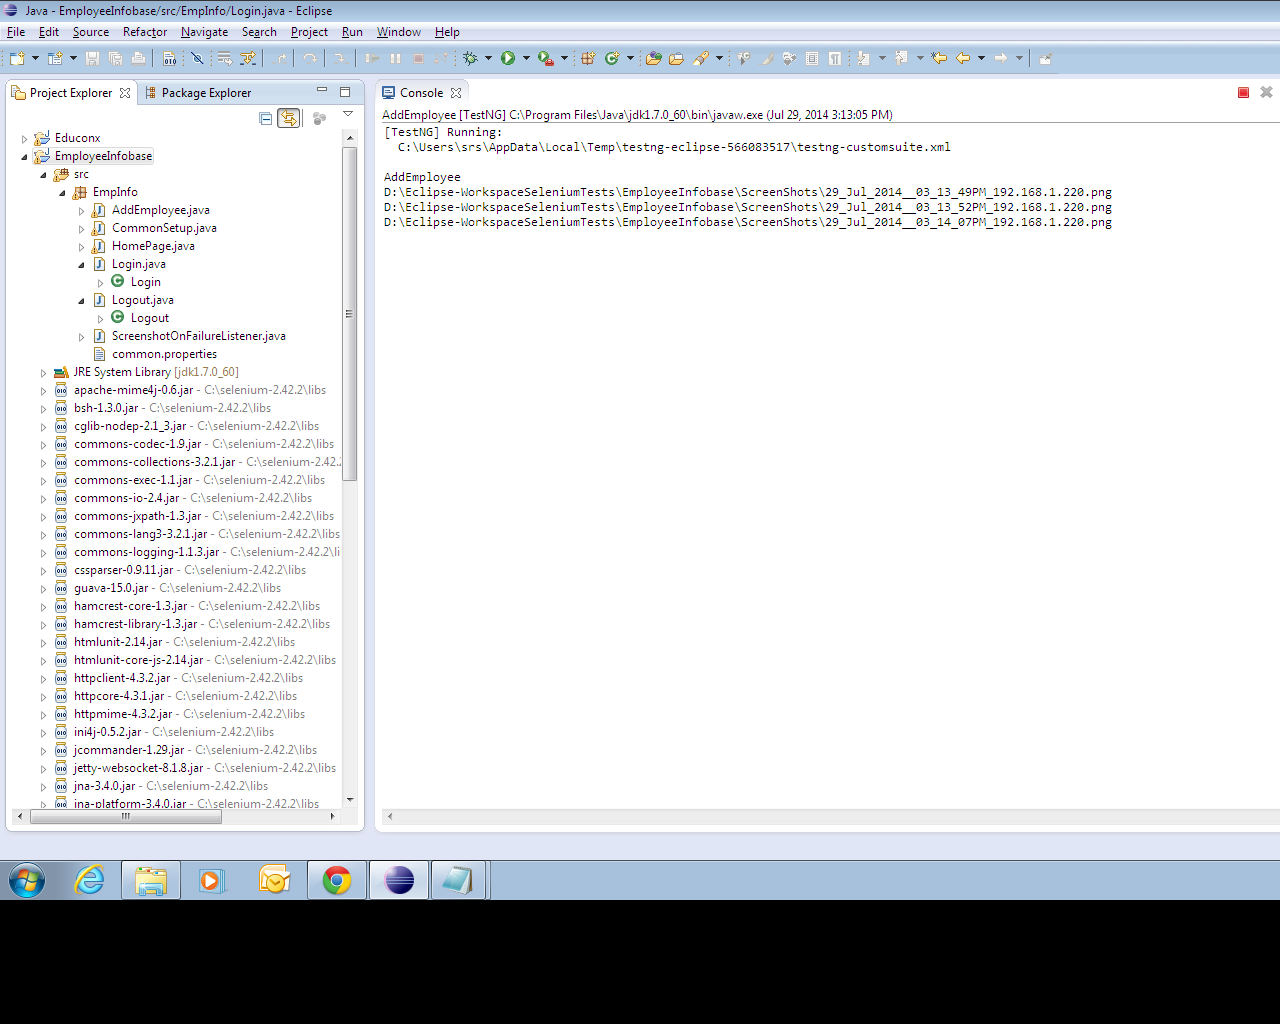 Java - EmployeeInfobase/src/EmpInfo/Login.java - Eclipse
File Edit Source Refactor Navigate Search Project Run Window Help
Project Explorer Package Explorer
Educonx
EmployeeInfobase
src
EmpInfo
AddEmployee.java
CommonSetup.java
HomePage.java
Login.java
Login
Logout.java
Logout
ScreenshotOnFailureListener.java
common.properties
JRE System Library [jdk1.7.0_60]
apache-mime4j-0.6.jar - C:\selenium-2.42.2\libs
bsh-1.3.0.jar - C:\selenium-2.42.2\libs
cglib-nodep-2.1_3.jar - C:\selenium-2.42.2\libs
commons-codec-1.9.jar - C:\selenium-2.42.2\libs
commons-collections-3.2.1.jar - C:\selenium-2.42.2
commons-exec-1.1.jar - C:\selenium-2.42.2\libs
commons-io-2.4.jar - C:\selenium-2.42.2\libs
commons-jxpath-1.3.jar - C:\selenium-2.42.2\libs
commons-lang3-3.2.1.jar - C:\selenium-2.42.2\libs
commons-logging-1.1.3.jar - C:\selenium-2.42.2\li
cssparser-0.9.11.jar - C:\selenium-2.42.2\libs
guava-15.0.jar - C:\selenium-2.42.2\libs
hamcrest-core-1.3.jar - C:\selenium-2.42.2\libs
hamcrest-library-1.3.jar - C:\selenium-2.42.2\libs
htmlunit-2.14.jar - C:\selenium-2.42.2\libs
htmlunit-core-js-2.14.jar - C:\selenium-2.42.2\libs
httpclient-4.3.2.jar - C:\selenium-2.42.2\libs
httpcore-4.3.1.jar - C:\selenium-2.42.2\libs
httpmime-4.3.2.jar - C:\selenium-2.42.2\libs
ini4j-0.5.2.jar - C:\selenium-2.42.2\libs
jcommander-1.29.jar - C:\selenium-2.42.2\libs
jetty-websocket-8.1.8.jar - C:\selenium-2.42.2\libs
jna-3.4.0.jar - C:\selenium-2.42.2\libs
jna-platform-3.4.0.jar - C:\selenium-2.42.2\libs
Console
AddEmployee [TestNG] C:\Program Files\Java\jdk1.7.0_60\bin\javaw.exe (Jul 29, 2014 3:13:05 PM)
[TestNG] Running:
C:\Users\srs\AppData\Local\Temp\testng-eclipse-566083517\testng-customsuite.xml
AddEmployee
D:\Eclipse-WorkspaceSeleniumTests\EmployeeInfobase\ScreenShots\29_Jul_2014__03_13_49PM_192.168.1.220.png
D:\Eclipse-WorkspaceSeleniumTests\EmployeeInfobase\ScreenShots\29_Jul_2014__03_13_52PM_192.168.1.220.png
D:\Eclipse-WorkspaceSeleniumTests\EmployeeInfobase\ScreenShots\29_Jul_2014__03_14_07PM_192.168.1.220.png